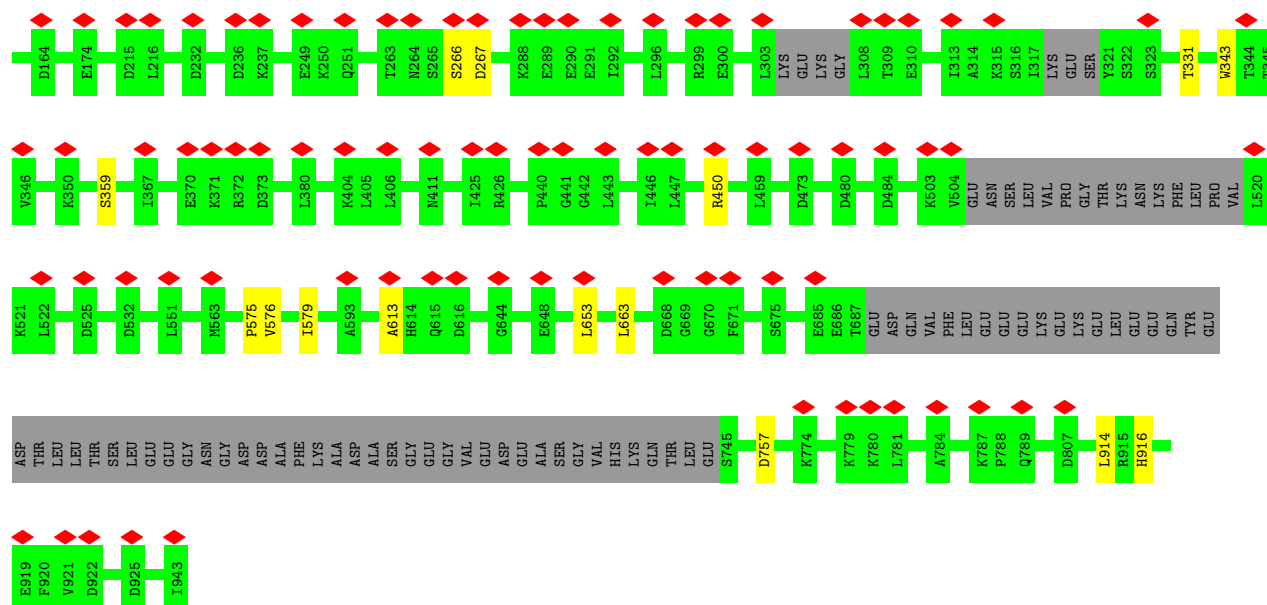 D164 E174 D215 L216 D232 D236 K237 E249 K250 Q251 T263 N264 S265 S266 D267 K288 E289 E290 E291 I292 L296 R299 E300 L303 LYS GLU LYS GLY L308 T309 E310 I313 A314 K315 S316 I317 LYS GLU SER Y321 S322 S323 T331 W343 T344 T345
V346 K350 S359 I367 E370 K371 R372 D373 L380 K404 L405 L406 N411 I425 R426 P440 G441 G442 L443 I446 L447 R450 L459 D473 D480 D484 K503 V504 GLU ASN SER LEU VAL PRO GLY THR LYS ASN LYS PHE LEU PRO VAL L520
K521 L522 D525 D532 L551 M563 P575 V576 I579 A593 A613 H614 Q615 D616 G644 E648 L653 L663 D668 G669 G670 F671 S675 E685 E686 T687 GLU ASP GLN VAL PHE LEU GLU GLU GLU LYS GLU LYS GLU LEU GLU GLU GLN TYR GLU
ASP THR LEU LEU THR SER LEU GLU GLU GLY ASN GLY ASP ASP ALA PHE LYS ALA ASP ALA SER GLY GLU GLY VAL GLU ASP GLU ALA SER GLY VAL HIS LYS GLN THR LEU GLU S745 D757 K774 K779 K780 L781 A784 K787 P788 Q789 D807 L914 R915 H916
E919 F920 V921 D922 D925 I943